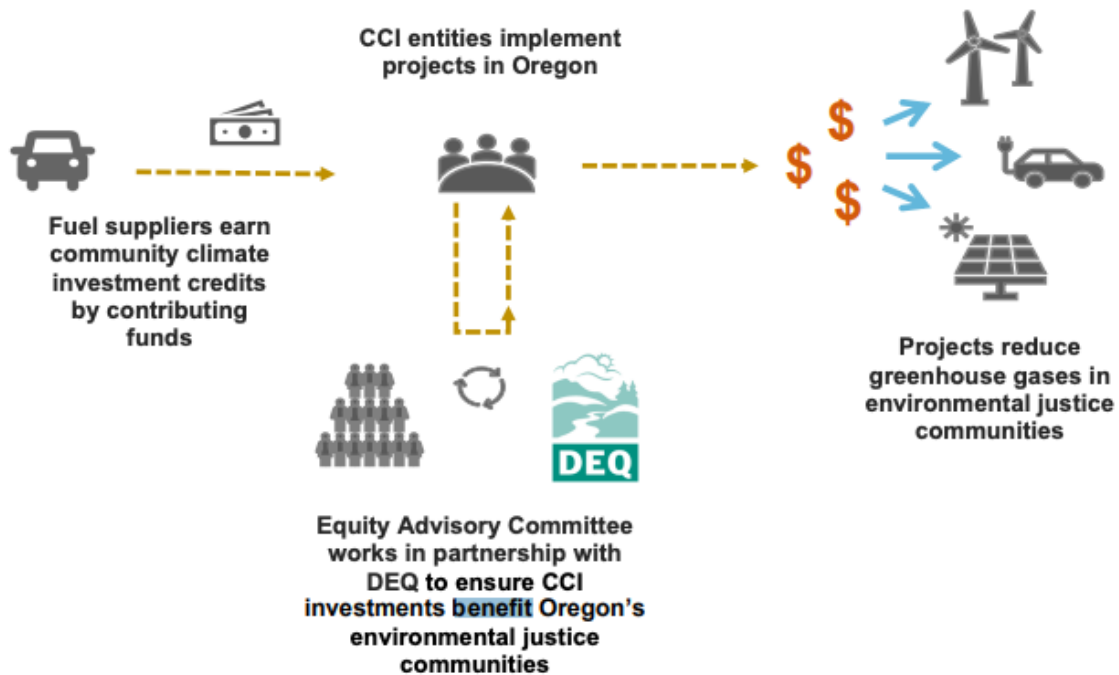 CCI entities implement
projects in Oregon
Fuel suppliers earn
community climate
investment credits
by contributing
funds
$
$
$
Projects reduce
greenhouse gases in
environmental justice
communities
DEQ
Equity Advisory Committee
works in partnership with
DEQ to ensure CCI
investments benefit Oregon's
environmental justice
communities